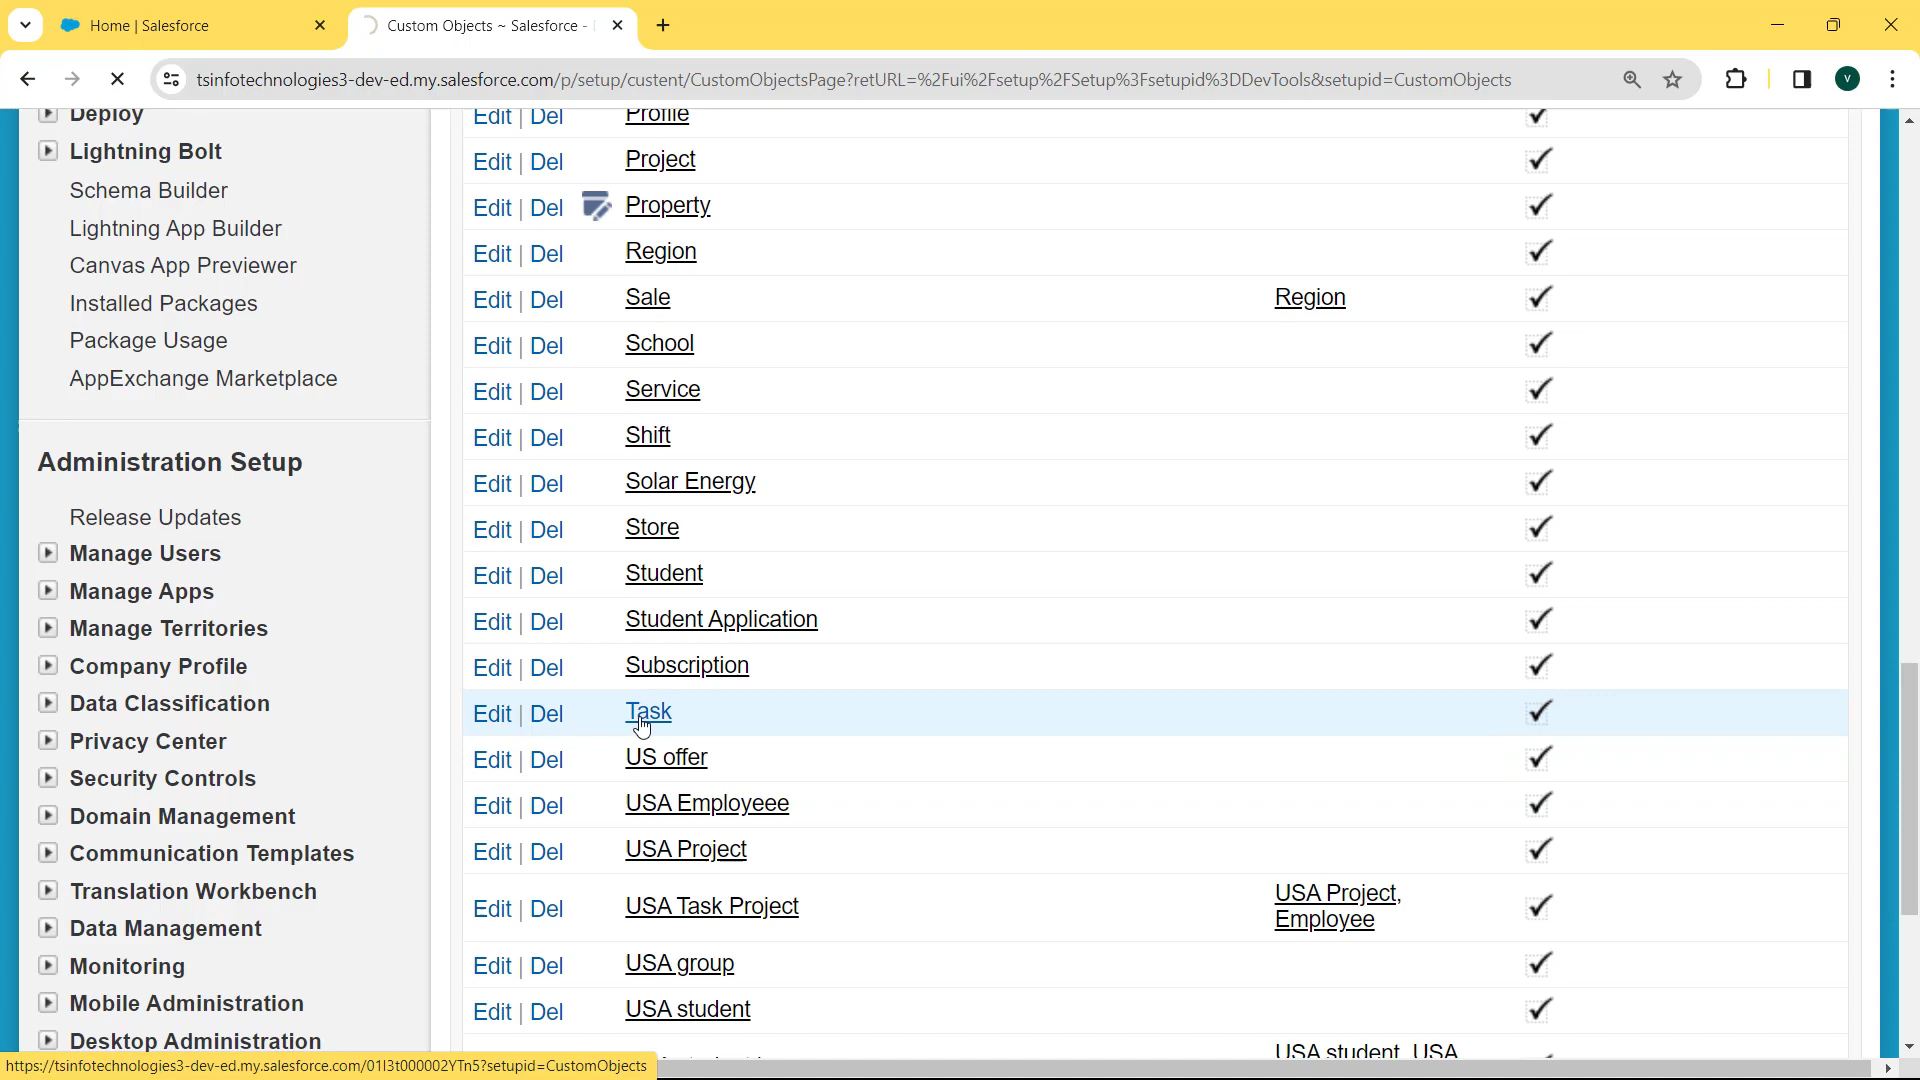 Home | Salesforce
Custom Objects ~ Salesforce -
tsinfotechnologies3-dev-ed.my.salesforce.com/p/setup/custent/CustomObjectsPage?retURL=%2Fui%2Fsetup%2FSetup%3Fsetupid%3DDevTools&setupid=CustomObjects
V
Deploy
Lightning Bolt
Schema Builder
Lightning App Builder
Canvas App Previewer
Installed Packages
Package Usage
AppExchange Marketplace
Administration Setup
Release Updates
Manage Users
Manage Apps
Manage Territories
Company Profile
Data Classification
Privacy Center
Security Controls
Domain Management
Communication Templates
Translation Workbench
Data Management
Monitoring
Mobile Administration
Desktop Administration
Edit | Del Profile
Edit | Del Project
Edit | Del Property
Edit | Del Region
Edit | Del Sale Region
Edit | Del School
Edit | Del Service
Edit | Del Shift
Edit | Del Solar Energy
Edit | Del Store
Edit | Del Student
Edit | Del Student Application
Edit | Del Subscription
Edit | Del Task
Edit | Del US offer
Edit | Del USA Employeee
Edit | Del USA Project
Edit | Del USA Task Project USA Project,
Employee
Edit | Del USA group
Edit | Del USA student
USA student, USA
https://tsinfotechnologies3-dev-ed.my.salesforce.com/01I3t000002YTn5?setupid=CustomObjects